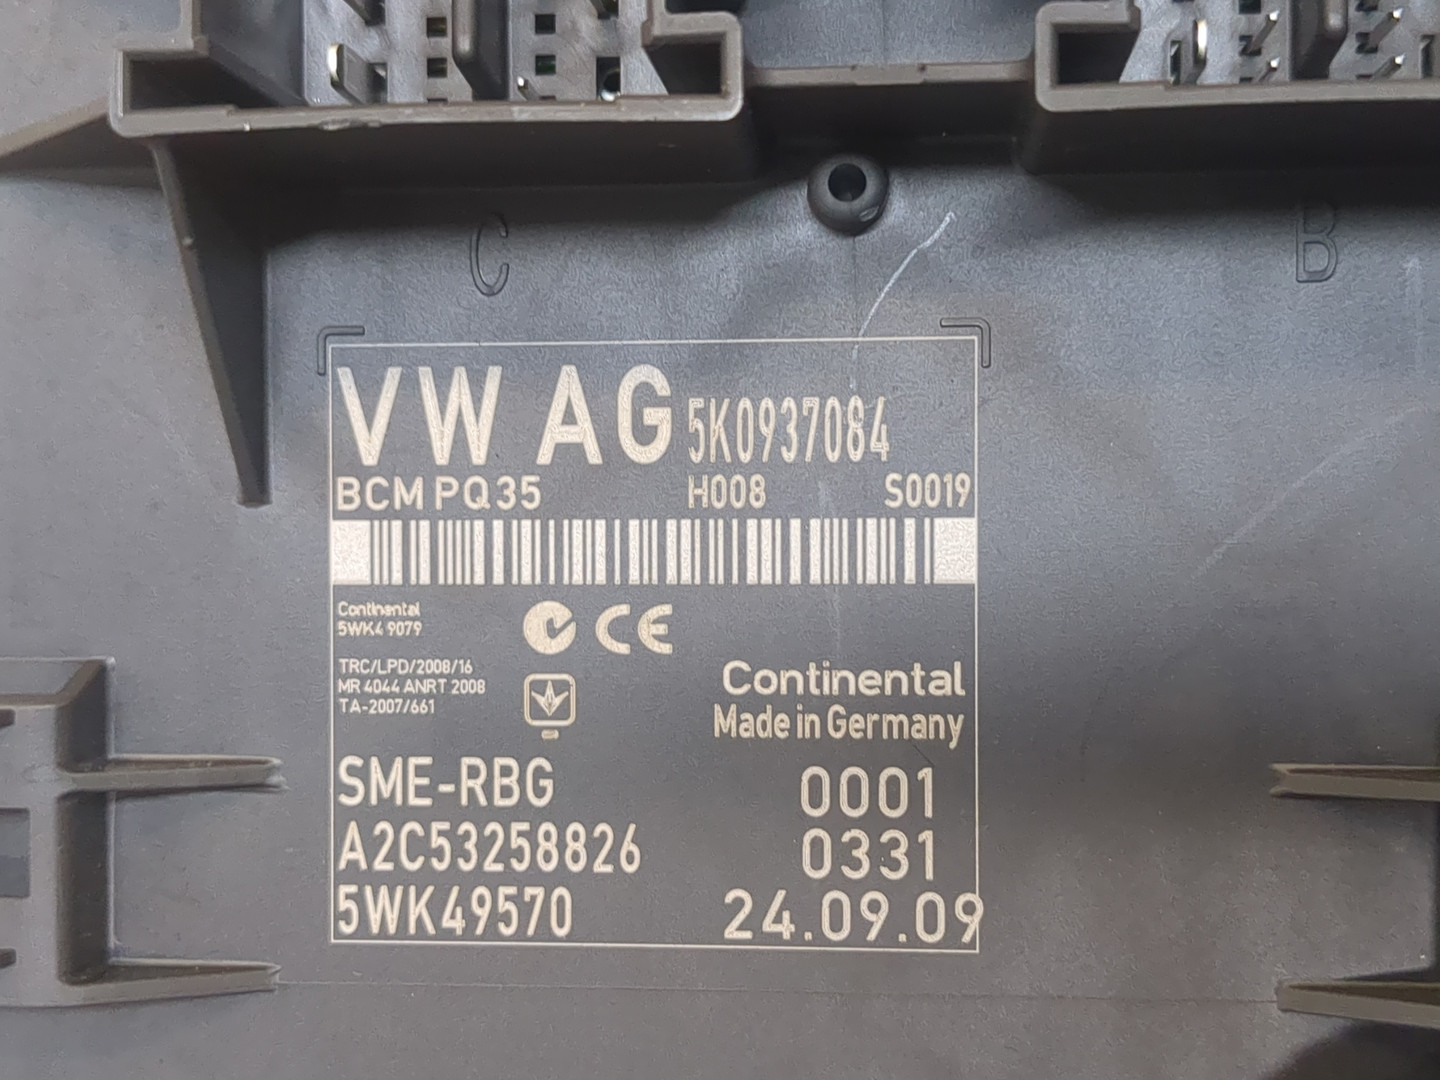 C
B
VW AG 5K0937084
BCM PQ35 H008 S0019
Continental
5WK4 9079
CE
TRC/LPD/2008/16
MR 4044 ANRT 2008
TA-2007/661
Continental
Made in Germany
SME-RBG 0001
A2C53258826 0331
5WK49570 24.09.09